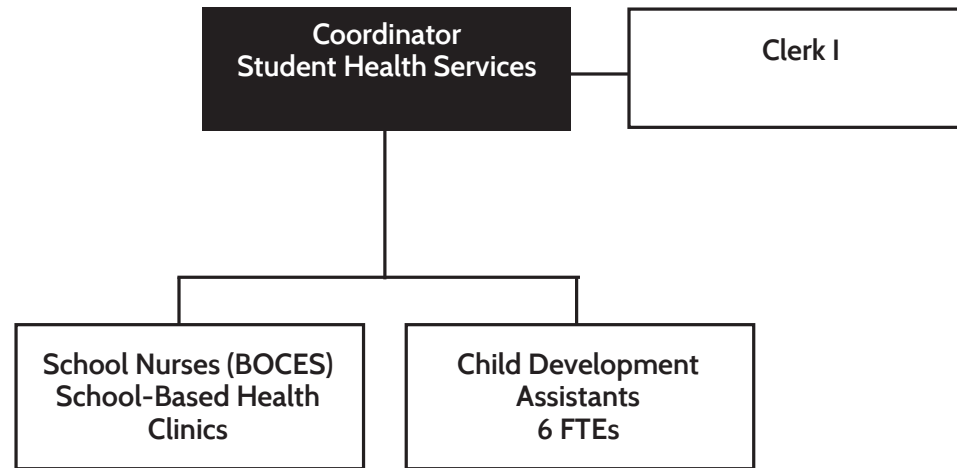 Coordinator
Student Health Services
Clerk I
School Nurses (BOCES)
School-Based Health
Clinics
Child Development
Assistants
6 FTEs